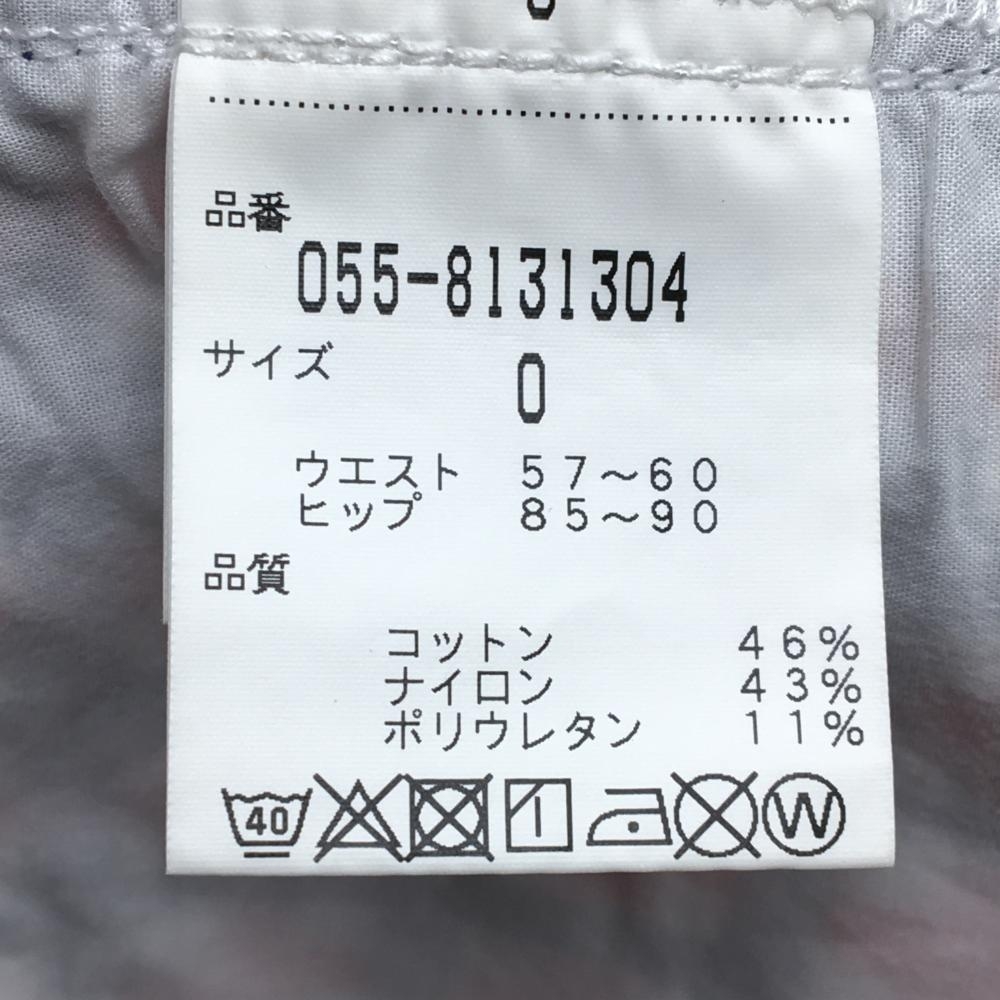 品番
055-8131304
サイズ
0
ウエスト 57～60
ヒップ 85～90
品質
コットン 46%
ナイロン 43%
ポリウレタン 11%
40 W